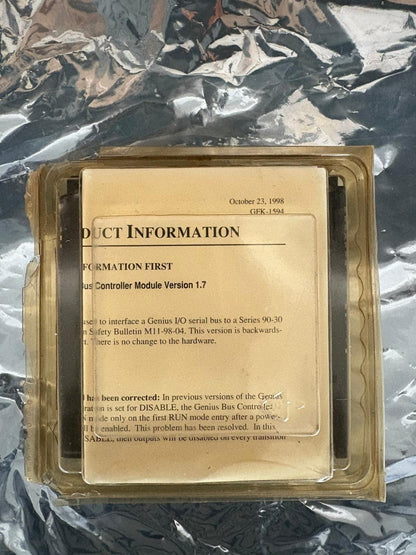 October 23, 1998
GFK-1594
DUCT INFORMATION
FORMATION FIRST
Bus Controller Module Version 1.7
used to interface a Genius I/O serial bus to a Series 90-30
Safety Bulletin M11-98-04. This version is backwards-
There is no change to the hardware.
has been corrected: In previous versions of the Genius
ration is set for DISABLE, the Genius Bus Controller
mode only on the first RUN mode entry after a power
be enabled. This problem has been resolved. In this
SABLE, then outputs will be disabled on every transition